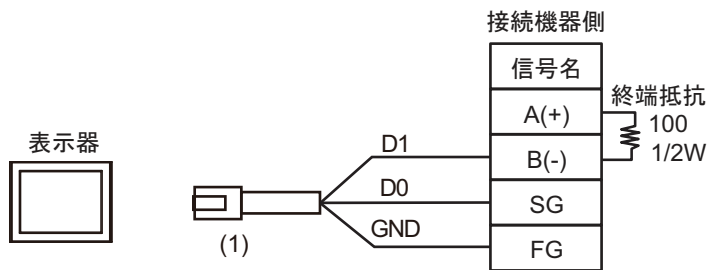 接続機器側
信号名
A(+)
終端抵抗
100
1/2W
表示器
D1
B(-)
D0
SG
GND
FG
(1)